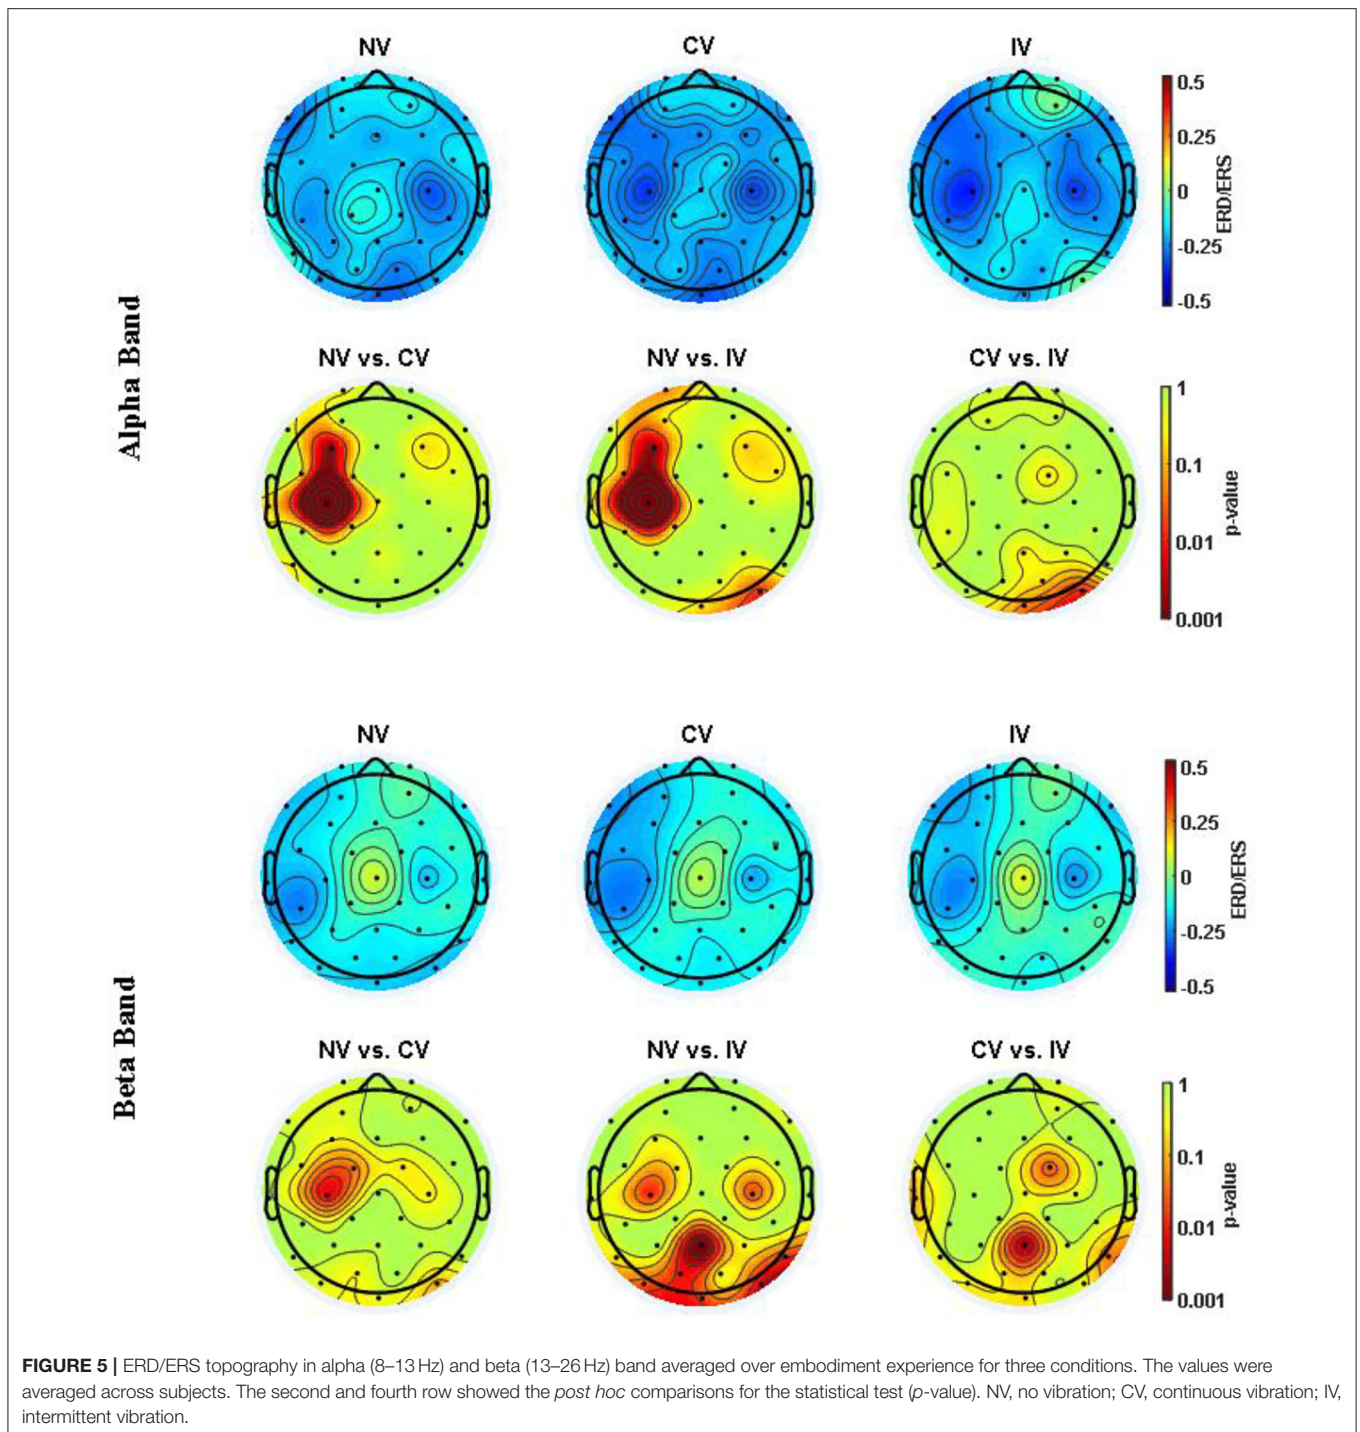 NV CV IV
0.5
0.25
0
-0.25
-0.5
ERD/ERS
Alpha Band
NV vs. CV NV vs. IV CV vs. IV
1
0.1
0.01
0.001
p-value
NV CV IV
0.5
0.25
0
-0.25
-0.5
ERD/ERS
Beta Band
NV vs. CV NV vs. IV CV vs. IV
1
0.1
0.01
0.001
p-value
FIGURE 5 | ERD/ERS topography in alpha (8–13 Hz) and beta (13–26 Hz) band averaged over embodiment experience for three conditions. The values were
averaged across subjects. The second and fourth row showed the post hoc comparisons for the statistical test (p-value). NV, no vibration; CV, continuous vibration; IV,
intermittent vibration.